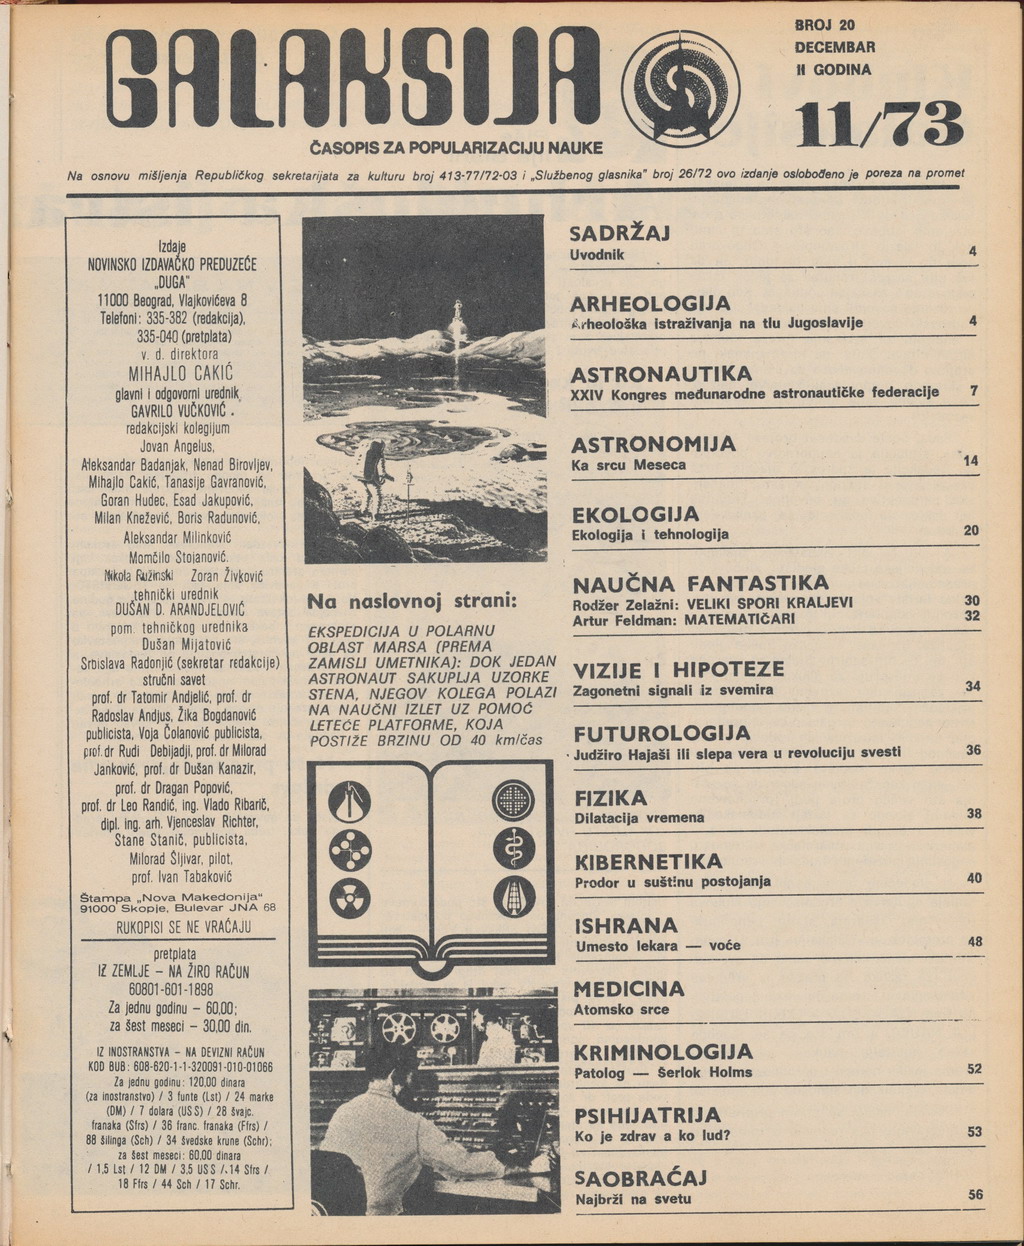 GALAKSIJA
ČASOPIS ZA POPULARIZACIJU NAUKE
BROJ 20
DECEMBAR
II GODINA
11/73
Na osnovu mišljenja Republičkog sekretarijata za kulturu broj 413-77/72-03 i „Službenog glasnika" broj 26/72 ovo izdanje oslobođeno je poreza na promet
Izdaje
NOVINSKO IZDAVAČKO PREDUZEĆE
„DUGA"
11000 Beograd, Vlajkovićeva 8
Telefoni: 335-382 (redakcija),
335-040 (pretplata)
v. d. direktora
MIHAJLO CAKIĆ
glavni i odgovorni urednik
GAVRILO VUČKOVIĆ.
redakcijski kolegijum
Jovan Angelus,
Aleksandar Badanjak, Nenad Birovljev,
Mihajlo Cakić, Tanasije Gavranović,
Goran Hudec, Esad Jakupović,
Milan Knežević, Boris Radunović,
Aleksandar Milinković
Momčilo Stojanović.
Nikola Ružinski Zoran Živković
tehnički urednik
DUŠAN D. ARANDJELOVIĆ
pom. tehničkog urednika
Dušan Mijatović
Srbislava Radonjić (sekretar redakcije)
stručni savet
prof. dr Tatomir Andjelić, prof. dr
Radoslav Andjus, Žika Bogdanović
publicista, Voja Čolanović publicista,
prof. dr Rudi Debijadji, prof. dr Milorad
Janković, prof. dr Dušan Kanazir,
prof. dr Dragan Popović,
prof. dr Leo Randić, ing. Vlado Ribarič,
dipl. ing. arh. Vjenceslav Richter,
Stane Stanič, publicista,
Milorad Šljivar, pilot,
prof. Ivan Tabaković
Štampa „Nova Makedonija"
91000 Skopje, Bulevar JNA 68
RUKOPISI SE NE VRAĆAJU
pretplata
IZ ZEMLJE – NA ŽIRO RAČUN
60801-601-1898
Za jednu godinu – 60,00;
za šest meseci – 30,00 din.
IZ INOSTRANSTVA – NA DEVIZNI RAČUN
KOD BUB: 608-620-1-1-320091-010-01066
Za jednu godinu: 120.00 dinara
(za inostranstvo) / 3 funte (Lst) / 24 marke
(DM) / 7 dolara (US S) / 28 švajc.
franaka (Sfrs) / 36 franc. franaka (Ffrs) /
88 šilinga (Sch) / 34 švedske krune (Schr);
za šest meseci: 60.00 dinara
/ 1,5 Lst / 12 DM / 3.5 US S /.14 Sfrs /
18 Ffrs / 44 Sch / 17 Schr.
Na naslovnoj strani:
EKSPEDICIJA U POLARNU
OBLAST MARSA (PREMA
ZAMISLI UMETNIKA): DOK JEDAN
ASTRONAUT SAKUPLJA UZORKE
STENA, NJEGOV KOLEGA POLAZI
NA NAUČNI IZLET UZ POMOĆ
LETEĆE PLATFORME, KOJA
POSTIŽE BRZINU OD 40 km/čas
SADRŽAJ
Uvodnik 4
ARHEOLOGIJA
Arheološka istraživanja na tlu Jugoslavije 4
ASTRONAUTIKA
XXIV Kongres međunarodne astronautičke federacije 7
ASTRONOMIJA
Ka srcu Meseca 14
EKOLOGIJA
Ekologija i tehnologija 20
NAUČNA FANTASTIKA
Rodžer Zelažni: VELIKI SPORI KRALJEVI 30
Artur Feldman: MATEMATIČARI 32
VIZIJE I HIPOTEZE
Zagonetni signali iz svemira 34
FUTUROLOGIJA
Judžiro Hajaši ili slepa vera u revoluciju svesti 36
FIZIKA
Dilatacija vremena 38
KIBERNETIKA
Prodor u suštinu postojanja 40
ISHRANA
Umesto lekara — voće 48
MEDICINA
Atomsko srce
KRIMINOLOGIJA
Patolog — Šerlok Holms 52
PSIHIJATRIJA
Ko je zdrav a ko lud? 53
SAOBRAĆAJ
Najbrži na svetu 56